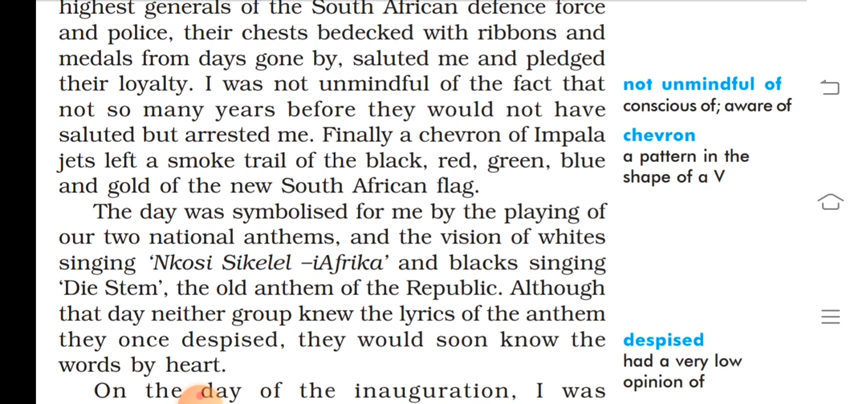 highest generals of the South African defence force
and police, their chests bedecked with ribbons and
medals from days gone by, saluted me and pledged
their loyalty. I was not unmindful of the fact that
not so many years before they would not have
saluted but arrested me. Finally a chevron of Impala
jets left a smoke trail of the black, red, green, blue
and gold of the new South African flag.
The day was symbolised for me by the playing of
our two national anthems, and the vision of whites
singing ‘Nkosi Sikelel –iAfrika’ and blacks singing
‘Die Stem’, the old anthem of the Republic. Although
that day neither group knew the lyrics of the anthem
they once despised, they would soon know the
words by heart.
On the day of the inauguration, I was
not unmindful of
conscious of; aware of
chevron
a pattern in the
shape of a V
despised
had a very low
opinion of